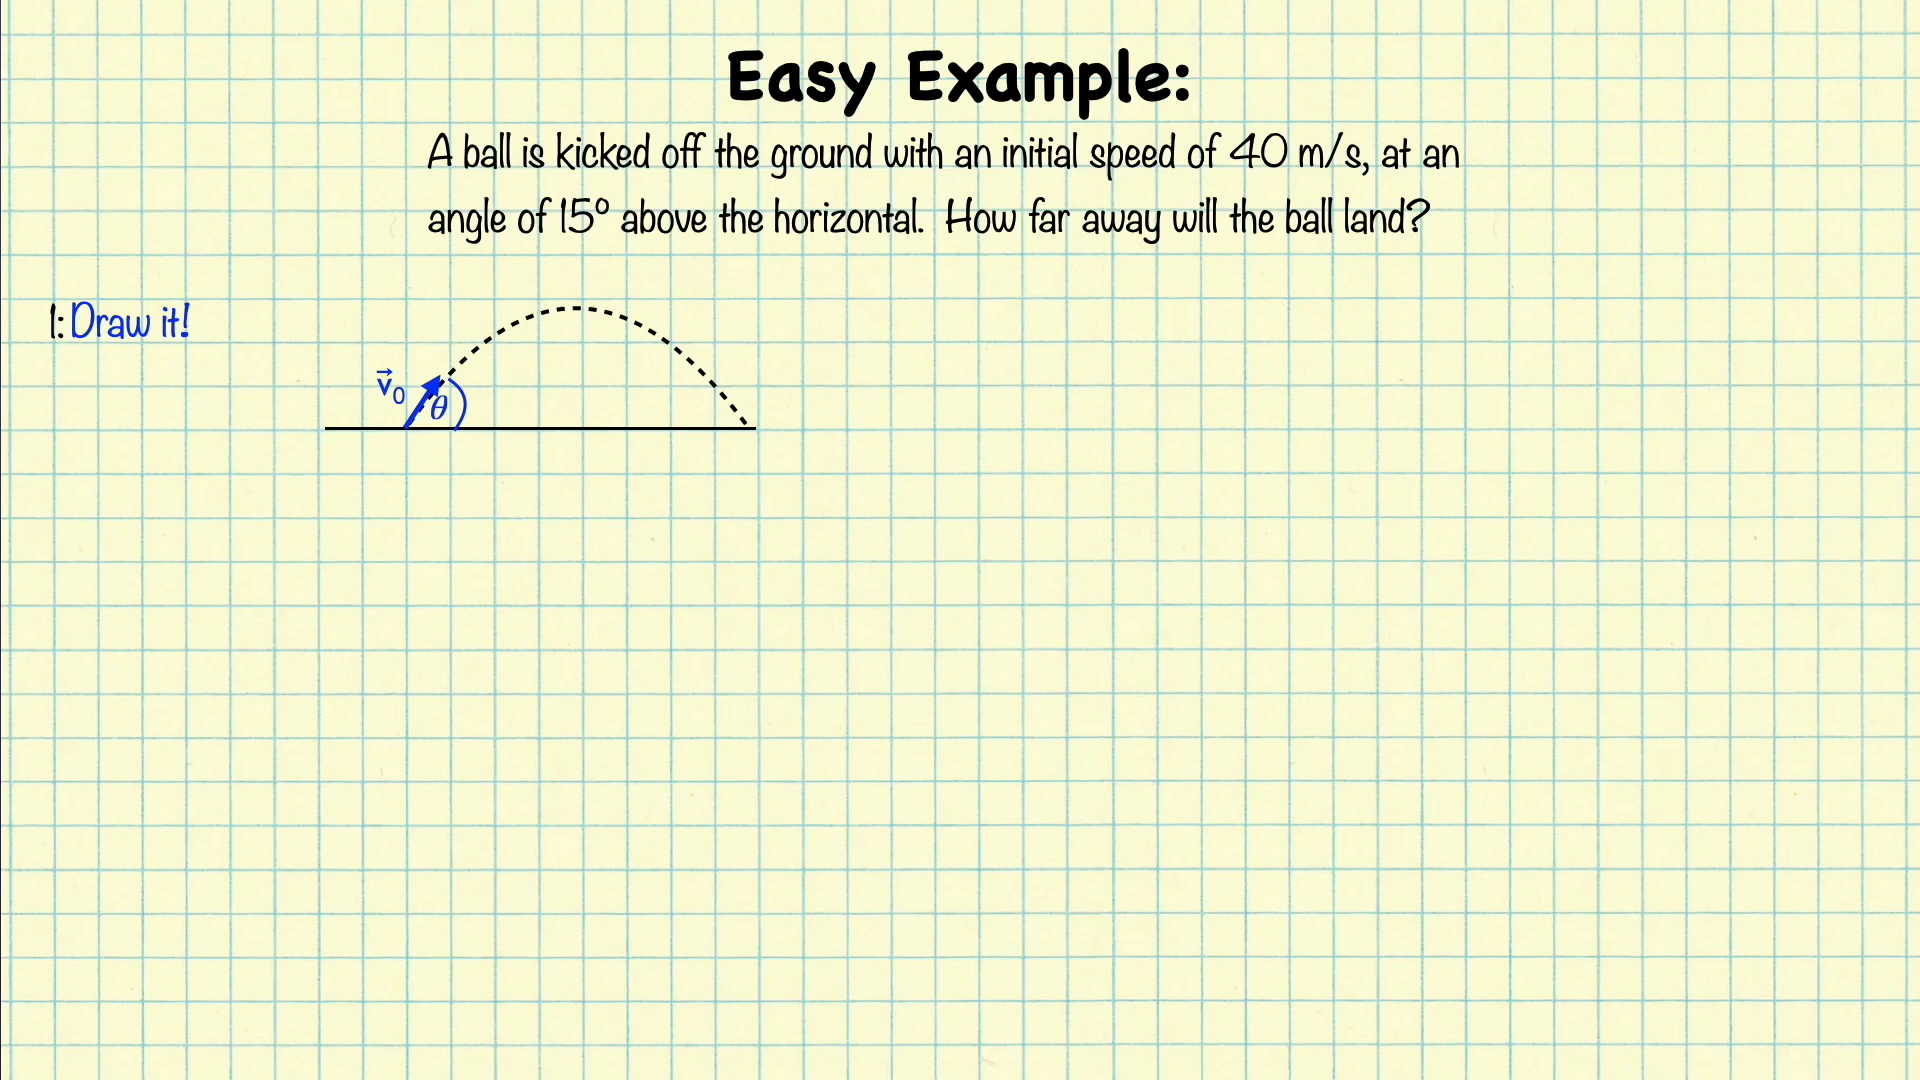 Easy Example:
A ball is kicked off the ground with an initial speed of 40 m/s, at an
angle of 15º above the horizontal. How far away will the ball land?
1: Draw it!
v⃗₀
θ